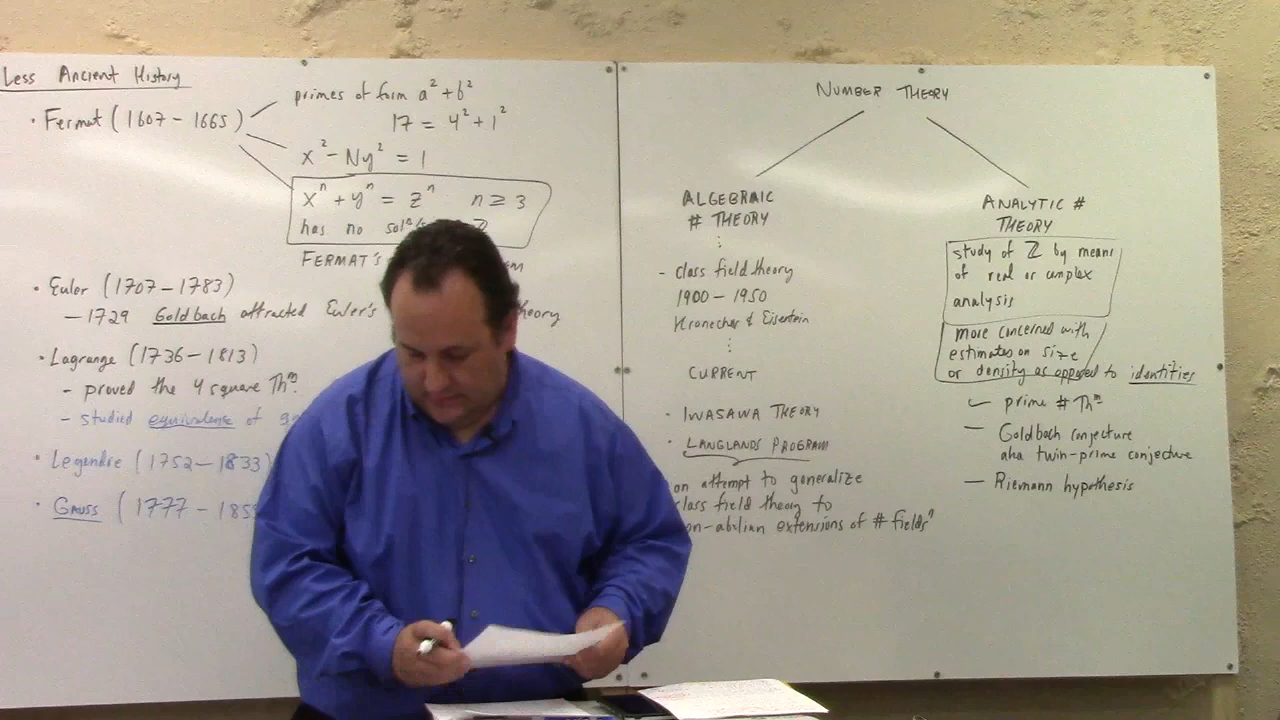 Less Ancient History
· Fermat (1607 - 1665)
primes of form a² + b²
17 = 4² + 1²
x² - Ny² = 1
xⁿ + yⁿ = zⁿ n ≥ 3
has no solⁿ ℤ
FERMAT'S
· Euler (1707 - 1783)
- 1729 Goldbach attracted Euler's
· Lagrange (1736 - 1813)
- proved the 4 square Thᵐ
- studied equivalence of
· Legendre (1752 - 1833)
· Gauss (1777 - 185
NUMBER THEORY
ALGEBRAIC
# THEORY
⋮
- class field theory
1900 - 1950
Kronecker & Eisenstein
⋮
CURRENT
· IWASAWA THEORY
· LANGLANDS PROGRAM
an attempt to generalize
class field theory to
non-abelian extensions of # fields"
ANALYTIC #
THEORY
study of ℤ by means
of real or complex
analysis
more concerned with
estimates on size
or density as opposed to identities
- prime # Thᵐ
- Goldbach conjecture
aka twin-prime conjecture
- Riemann hypothesis